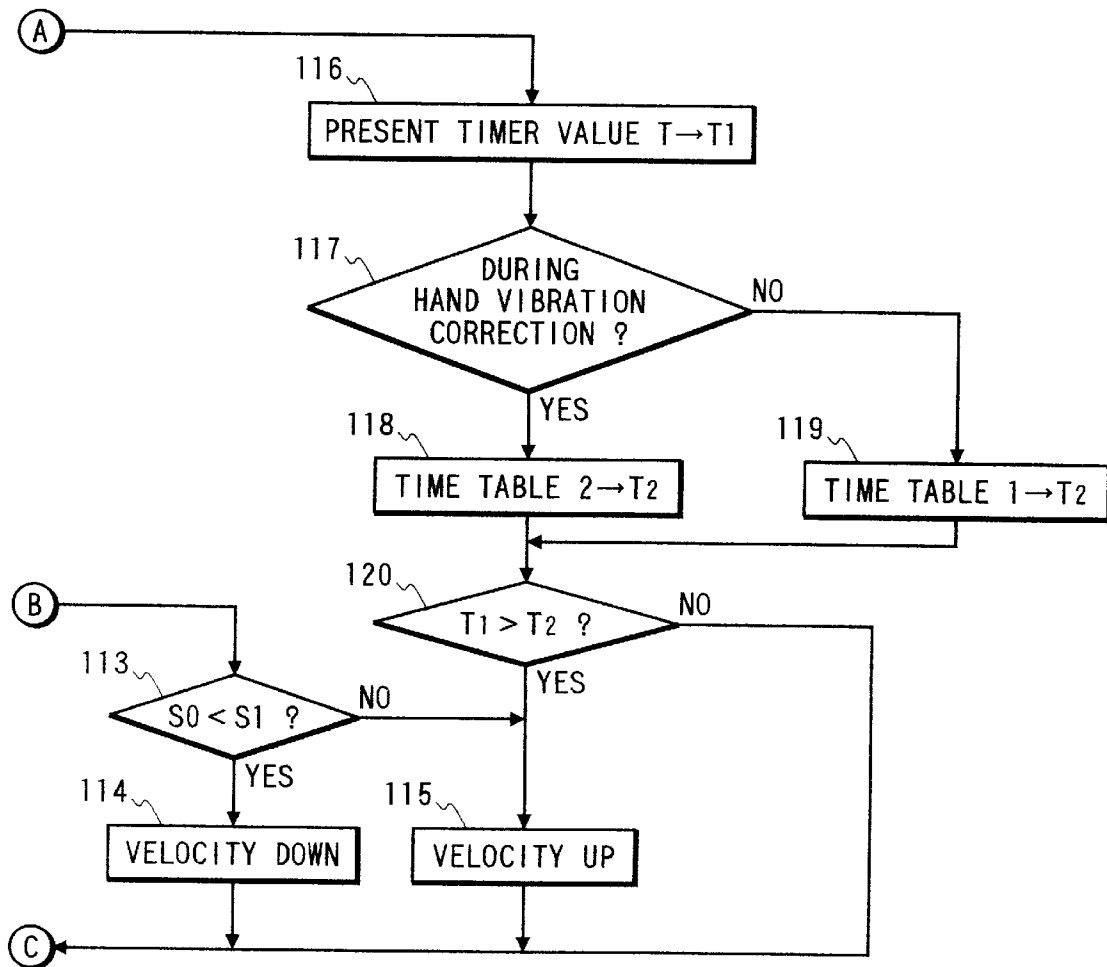 A
116
PRESENT TIMER VALUE T→T1
117
DURING
HAND VIBRATION
CORRECTION ?
NO
YES
118
TIME TABLE 2→T2
119
TIME TABLE 1→T2
120
T1 > T2 ?
NO
YES
B
113
S0 < S1 ?
NO
YES
114
VELOCITY DOWN
115
VELOCITY UP
C